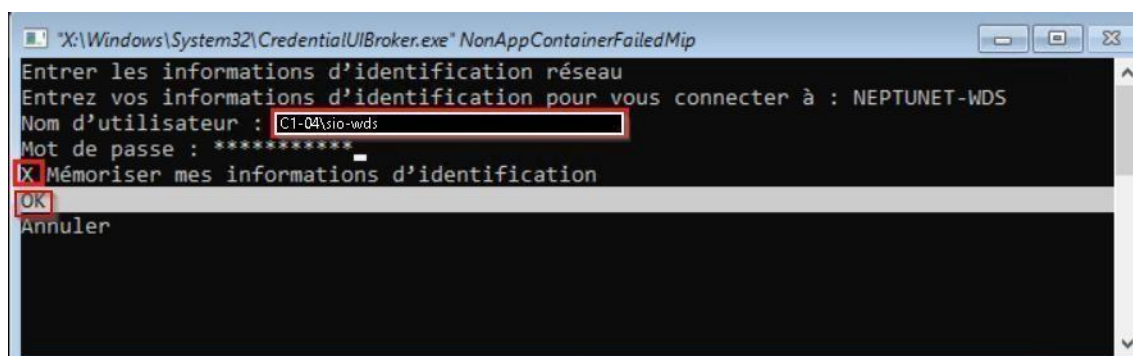 "X:\Windows\System32\CredentialUIBroker.exe" NonAppContainerFailedMip
Entrer les informations d’identification réseau
Entrez vos informations d’identification pour vous connecter à : NEPTUNET-WDS
Nom d’utilisateur : C1-04\sio-wds
Mot de passe : ***********
X Mémoriser mes informations d’identification
OK
Annuler